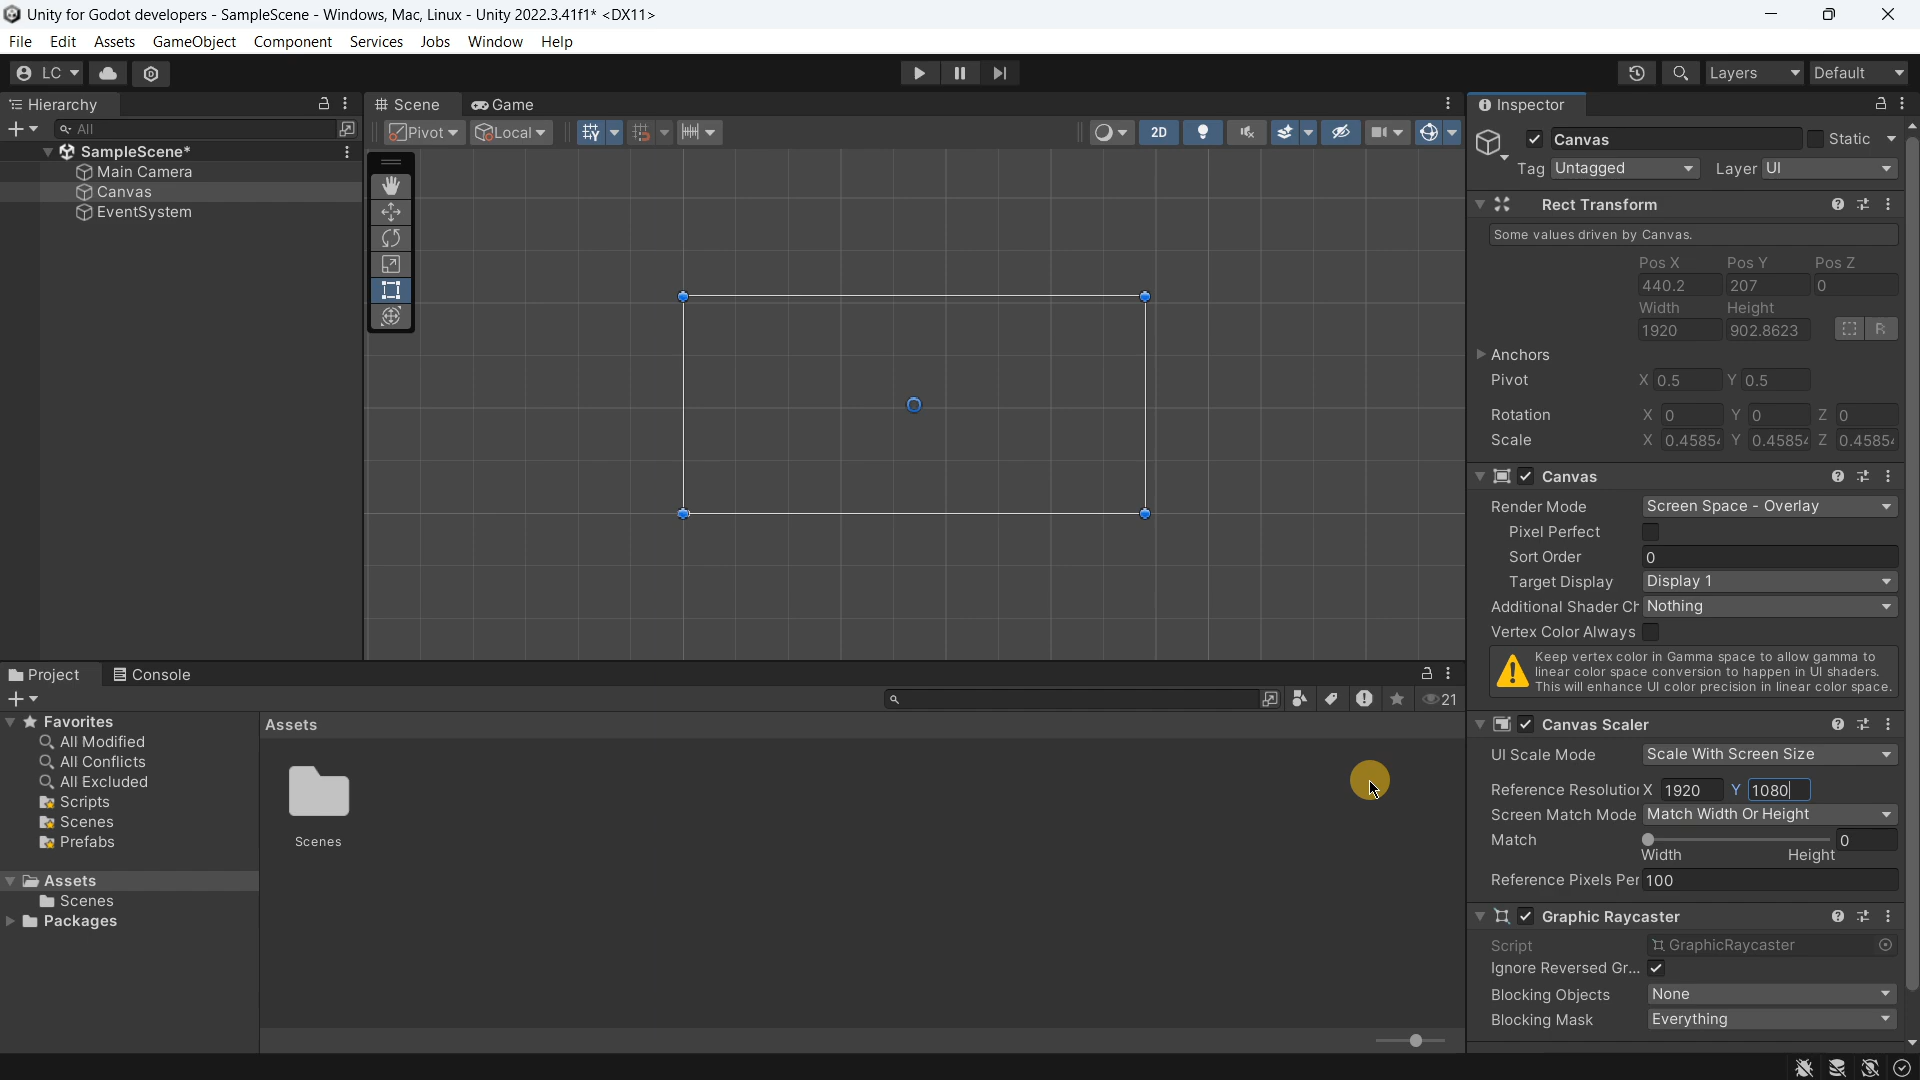 Unity for Godot developers - SampleScene - Windows, Mac, Linux - Unity 2022.3.41f1* <DX11>
File Edit Assets GameObject Component Services Jobs Window Help
LC Layers Default
Hierarchy
All
SampleScene*
Main Camera
Canvas
EventSystem
Scene Game
Pivot Local 2D
Inspector
Canvas Static
Tag Untagged Layer UI
Rect Transform
Some values driven by Canvas.
Pos X Pos Y Pos Z
440.2 207 0
Width Height
1920 902.8623 R
Anchors
Pivot X 0.5 Y 0.5
Rotation X 0 Y 0 Z 0
Scale X 0.4585 Y 0.4585 Z 0.4585
Canvas
Render Mode Screen Space - Overlay
Pixel Perfect
Sort Order 0
Target Display Display 1
Additional Shader Ch Nothing
Vertex Color Always
Keep vertex color in Gamma space to allow gamma to
linear color space conversion to happen in UI shaders.
This will enhance UI color precision in linear color space.
Canvas Scaler
UI Scale Mode Scale With Screen Size
Reference Resolution X 1920 Y 1080
Screen Match Mode Match Width Or Height
Match 0
Width Height
Reference Pixels Per 100
Graphic Raycaster
Script GraphicRaycaster
Ignore Reversed Gr...
Blocking Objects None
Blocking Mask Everything
Project Console
21
Favorites
All Modified
All Conflicts
All Excluded
Scripts
Scenes
Prefabs
Assets
Scenes
Packages
Assets
Scenes